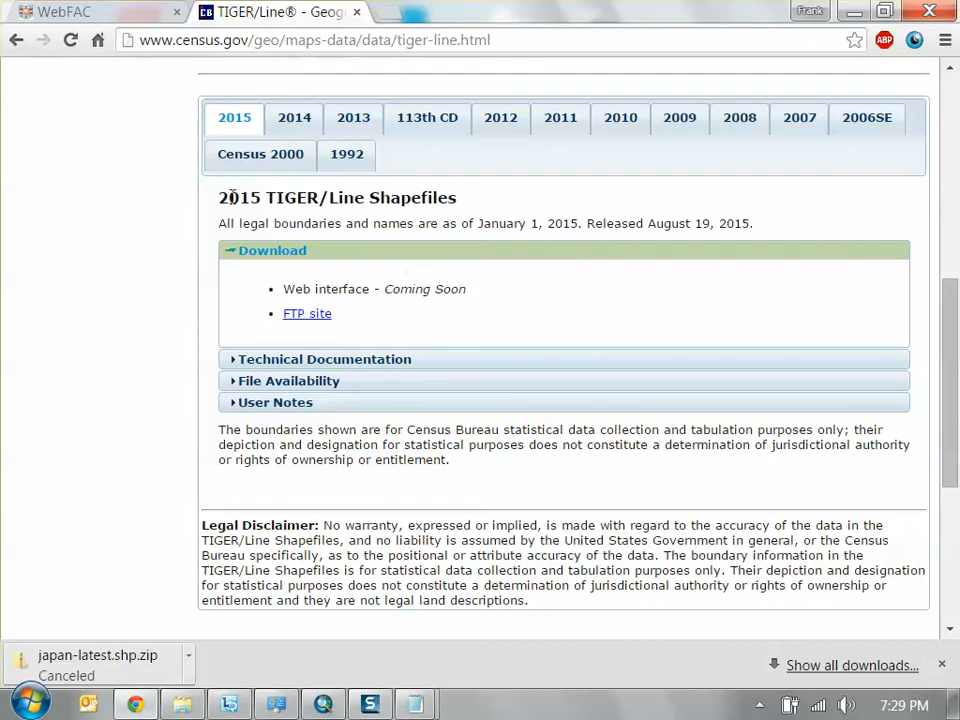 WebFAC
CB TIGER/Line® - Geog
Frank
www.census.gov/geo/maps-data/data/tiger-line.html
ABP
2015 2014 2013 113th CD 2012 2011 2010 2009 2008 2007 2006SE
Census 2000 1992
2015 TIGER/Line Shapefiles
All legal boundaries and names are as of January 1, 2015. Released August 19, 2015.
Download
• Web interface - Coming Soon
• FTP site
Technical Documentation
File Availability
User Notes
The boundaries shown are for Census Bureau statistical data collection and tabulation purposes only; their
depiction and designation for statistical purposes does not constitute a determination of jurisdictional authority
or rights of ownership or entitlement.
Legal Disclaimer: No warranty, expressed or implied, is made with regard to the accuracy of the data in the
TIGER/Line Shapefiles, and no liability is assumed by the United States Government in general, or the Census
Bureau specifically, as to the positional or attribute accuracy of the data. The boundary information in the
TIGER/Line Shapefiles is for statistical data collection and tabulation purposes only. Their depiction and designation
for statistical purposes does not constitute a determination of jurisdictional authority or rights of ownership or
entitlement and they are not legal land descriptions.
japan-latest.shp.zip
Canceled
Show all downloads...
7:29 PM